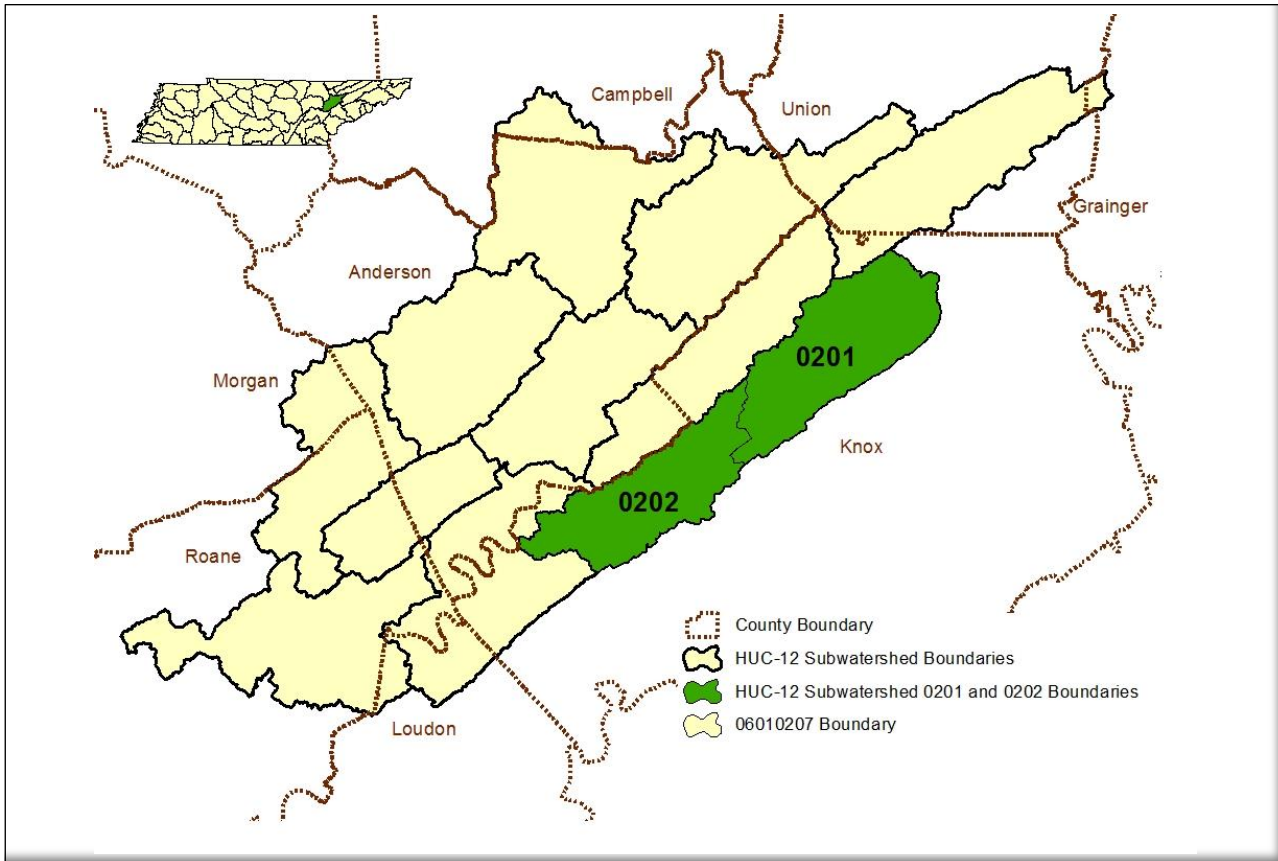 Campbell
Union
Grainger
Anderson
0201
Morgan
Knox
0202
Roane
County Boundary
HUC-12 Subwatershed Boundaries
HUC-12 Subwatershed 0201 and 0202 Boundaries
06010207 Boundary
Loudon